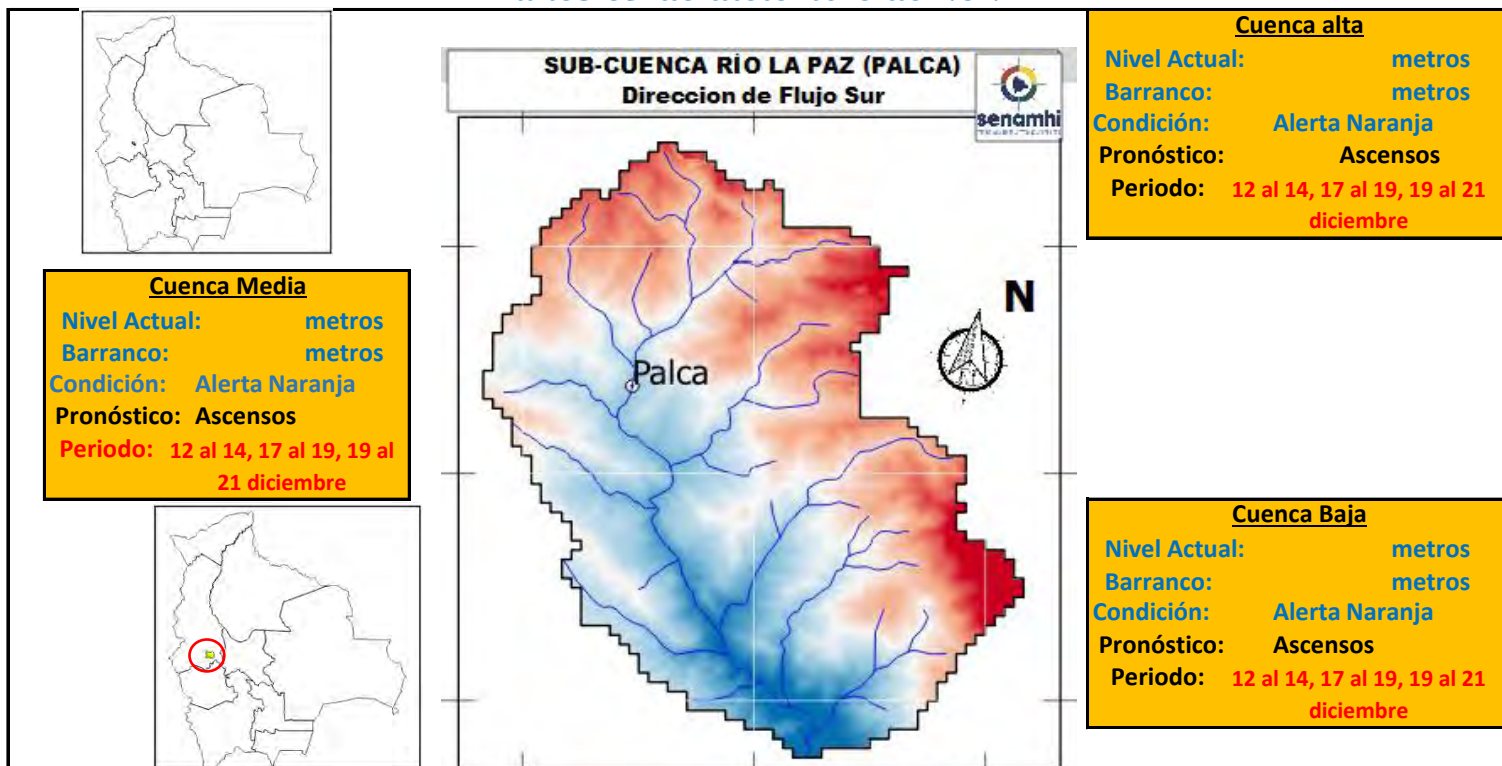 SUB-CUENCA RÍO LA PAZ (PALCA)
Direccion de Flujo Sur
senamhi
Cuenca alta
Nivel Actual: metros
Barranco: metros
Condición: Alerta Naranja
Pronóstico: Ascensos
Periodo: 12 al 14, 17 al 19, 19 al 21
diciembre
Cuenca Media
Nivel Actual: metros
Barranco: metros
Condición: Alerta Naranja
Pronóstico: Ascensos
Periodo: 12 al 14, 17 al 19, 19 al
21 diciembre
N
Palca
Cuenca Baja
Nivel Actual: metros
Barranco: metros
Condición: Alerta Naranja
Pronóstico: Ascensos
Periodo: 12 al 14, 17 al 19, 19 al 21
diciembre